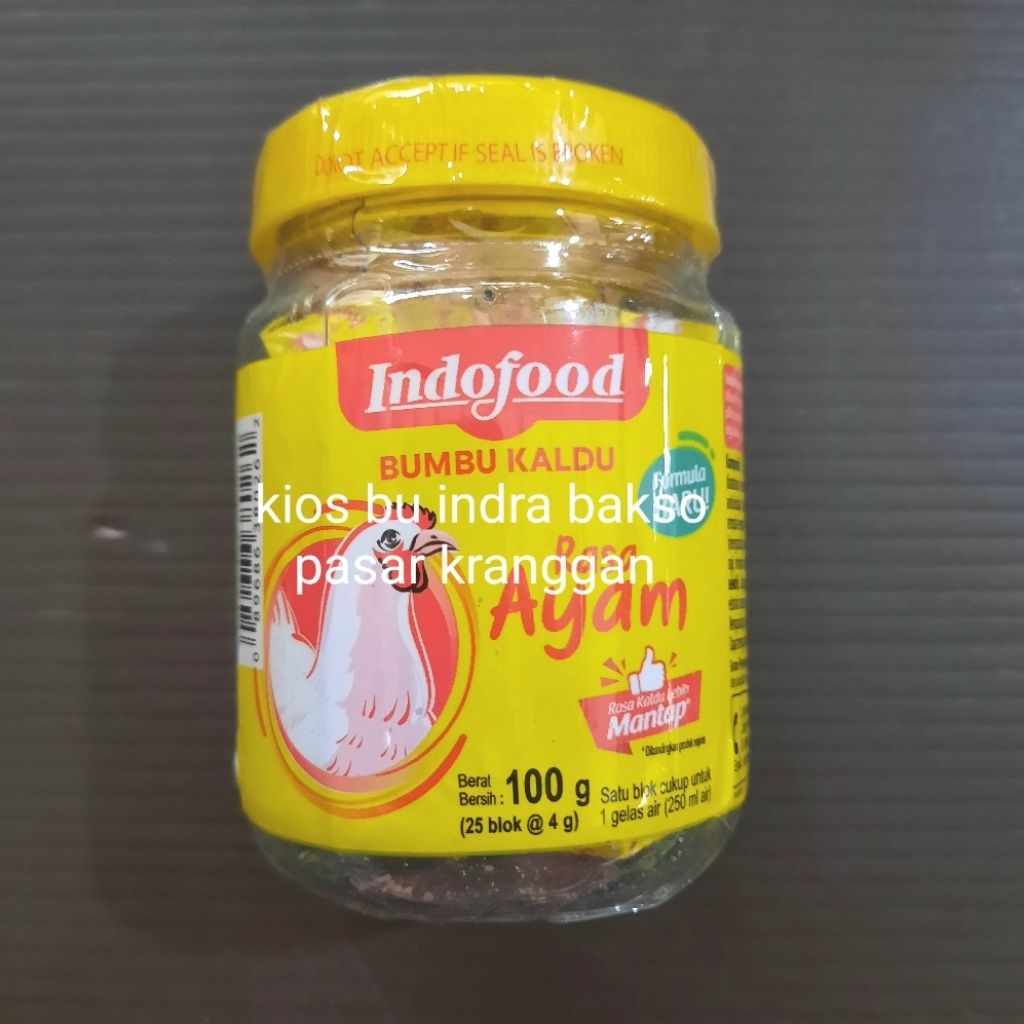 DO NOT ACCEPT IF SEAL IS BROKEN
Indofood
BUMBU KALDU
Formula
BARU!
kios bu indra bakso
pasar kranggan
Rasa
Ayam
Rasa Kaldu Lebih
Mantap*
Berat
Bersih : 100 g
(25 blok @ 4 g)
Satu blok cukup untuk
1 gelas air (250 ml air)